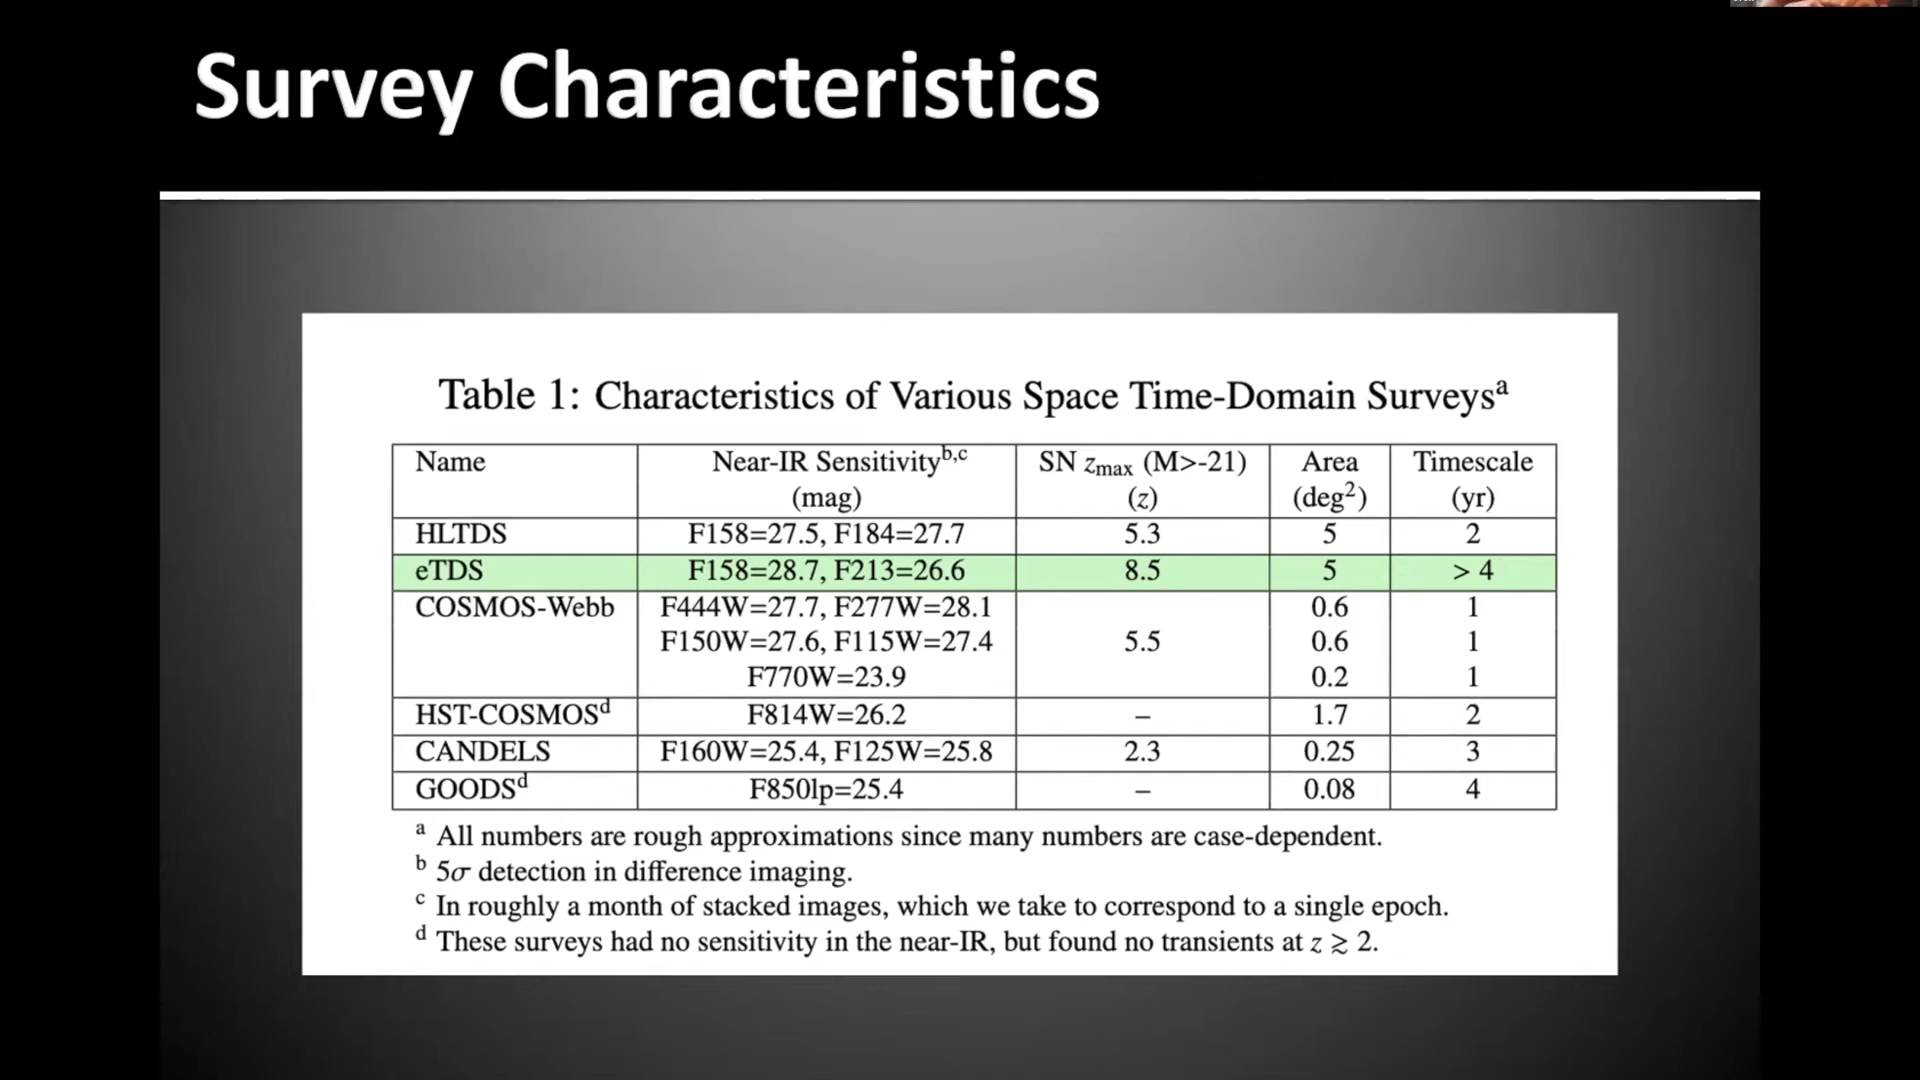 Survey Characteristics
Table 1: Characteristics of Various Space Time-Domain Surveysᵃ
Name Near-IR Sensitivityᵇ,ᶜ SN zmax (M>-21) Area Timescale
(mag) (z) (deg²) (yr)
HLTDS F158=27.5, F184=27.7 5.3 5 2
eTDS F158=28.7, F213=26.6 8.5 5 > 4
COSMOS-Webb F444W=27.7, F277W=28.1 0.6 1
F150W=27.6, F115W=27.4 5.5 0.6 1
F770W=23.9 0.2 1
HST-COSMOSᵈ F814W=26.2 – 1.7 2
CANDELS F160W=25.4, F125W=25.8 2.3 0.25 3
GOODSᵈ F850lp=25.4 – 0.08 4
ᵃ All numbers are rough approximations since many numbers are case-dependent.
ᵇ 5σ detection in difference imaging.
ᶜ In roughly a month of stacked images, which we take to correspond to a single epoch.
ᵈ These surveys had no sensitivity in the near-IR, but found no transients at z ≳ 2.